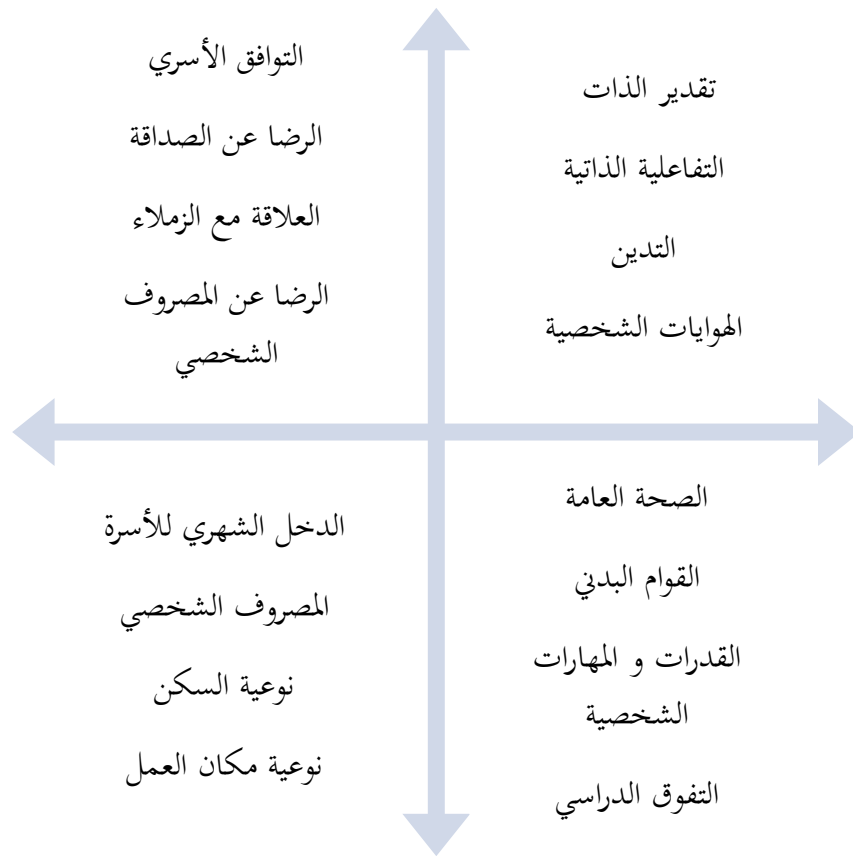 تقدير الذات
التفاعلية الذاتية
التدين
الهوايات الشخصية
التوافق الأسري
الرضا عن الصداقة
العلاقة مع الزملاء
الرضا عن المصروف
الشخصي
الصحة العامة
القوام البدني
القدرات و المهارات
الشخصية
التفوق الدراسي
الدخل الشهري للأسرة
المصروف الشخصي
نوعية السكن
نوعية مكان العمل